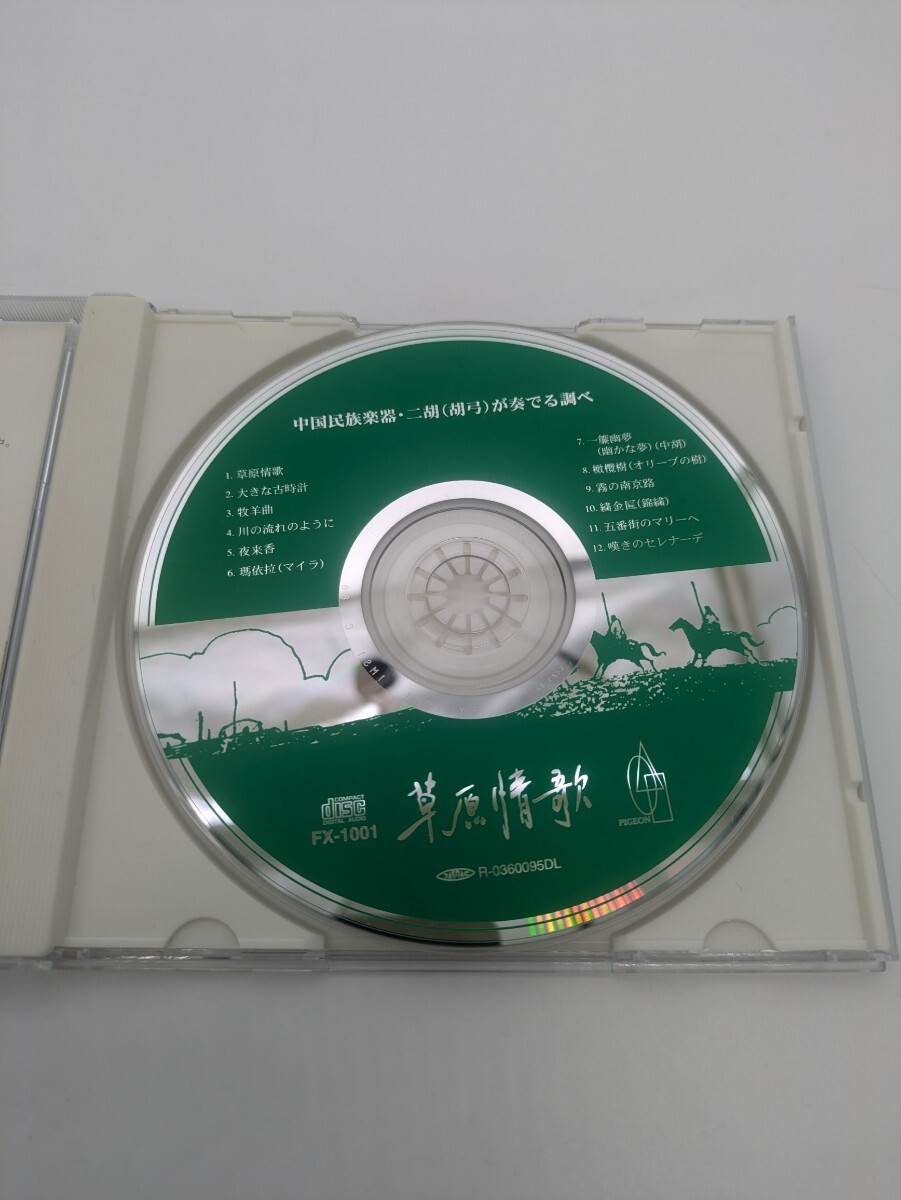 中国民族楽器・二胡(胡弓)が奏でる調べ
1. 草原情歌
2. 大きな古時計
3. 牧羊曲
4. 川の流れのように
5. 夜来香
6. 瑪依拉(マイラ)
7. 一簾幽夢
(幽かな夢)(中胡)
8. 橄欖樹(オリーブの樹)
9. 霧の南京路
10. 繍金匾(錦繍)
11. 五番街のマリーへ
12. 嘆きのセレナーデ
COMPACT
disc
DIGITAL AUDIO
FX-1001
草原情歌
PIGEON
R-0360095DL